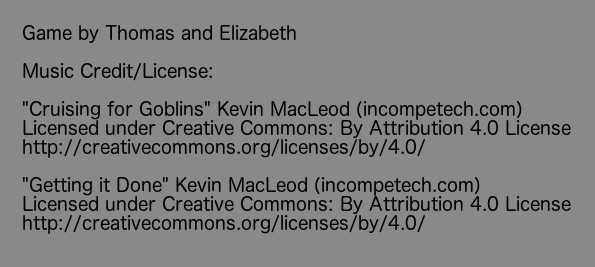 Game by Thomas and Elizabeth
Music Credit/License:
"Cruising for Goblins" Kevin MacLeod (incompetech.com)
Licensed under Creative Commons: By Attribution 4.0 License
http://creativecommons.org/licenses/by/4.0/
"Getting it Done" Kevin MacLeod (incompetech.com)
Licensed under Creative Commons: By Attribution 4.0 License
http://creativecommons.org/licenses/by/4.0/